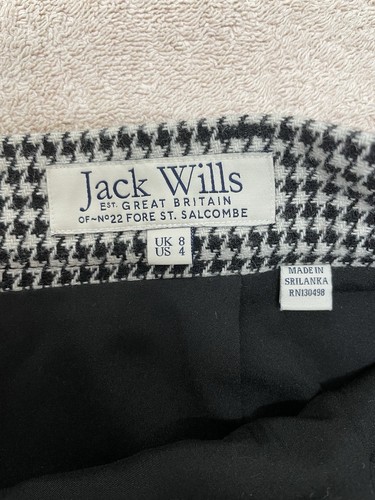 Jack Wills
EST. GREAT BRITAIN
OF~Nº22 FORE ST. SALCOMBE
UK 8
US 4
MADE IN
SRILANKA
RN130498